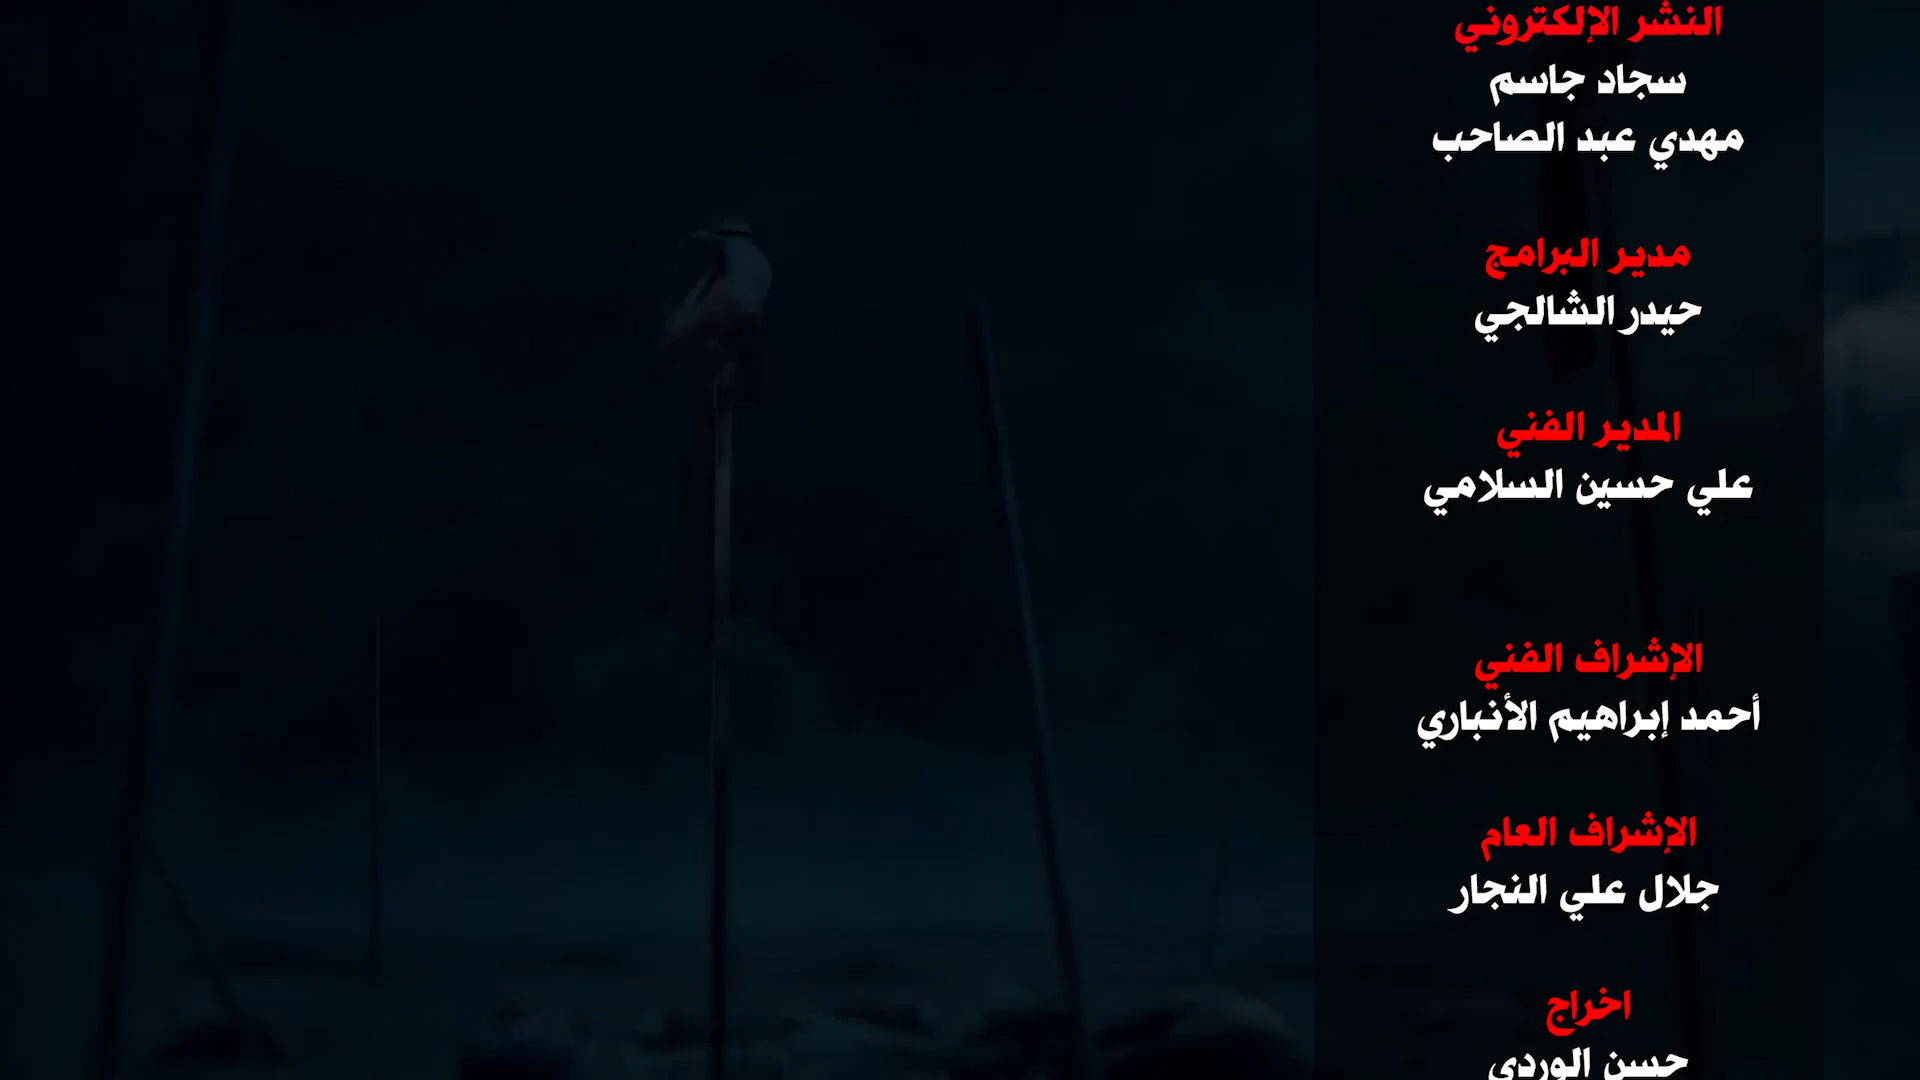 النشر الإلكتروني
سجاد جاسم
مهدي عبد الصاحب
مدير البرامج
حيدر الشالجي
المدير الفني
علي حسين السلامي
الإشراف الفني
أحمد إبراهيم الأنباري
الإشراف العام
جلال علي النجار
اخراج
حسن الوردي